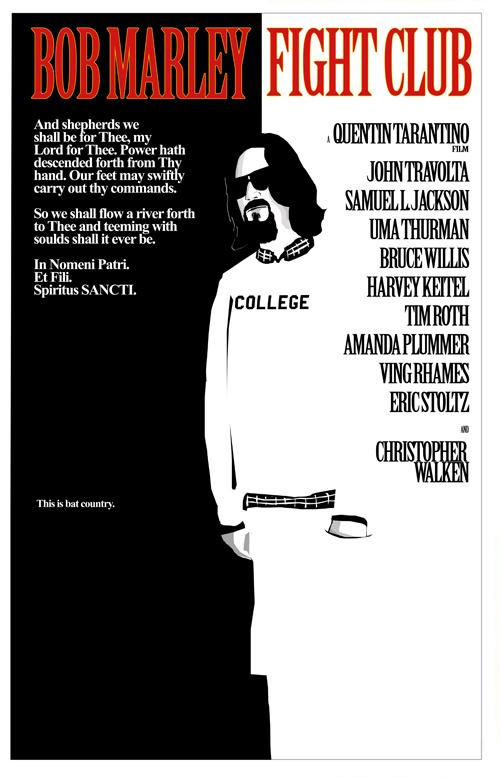 BOB MARLEY FIGHT CLUB
And shepherds we
shall be for Thee, my
Lord for Thee. Power hath
descended forth from Thy
hand. Our feet may swiftly
carry out thy commands.
So we shall flow a river forth
to Thee and teeming with
soulds shall it ever be.
In Nomeni Patri.
Et Fili.
Spiritus SANCTI.
This is bat country.
COLLEGE
A QUENTIN TARANTINO
FILM
JOHN TRAVOLTA
SAMUEL L. JACKSON
UMA THURMAN
BRUCE WILLIS
HARVEY KEITEL
TIM ROTH
AMANDA PLUMMER
VING RHAMES
ERIC STOLTZ
AND
CHRISTOPHER
WALKEN